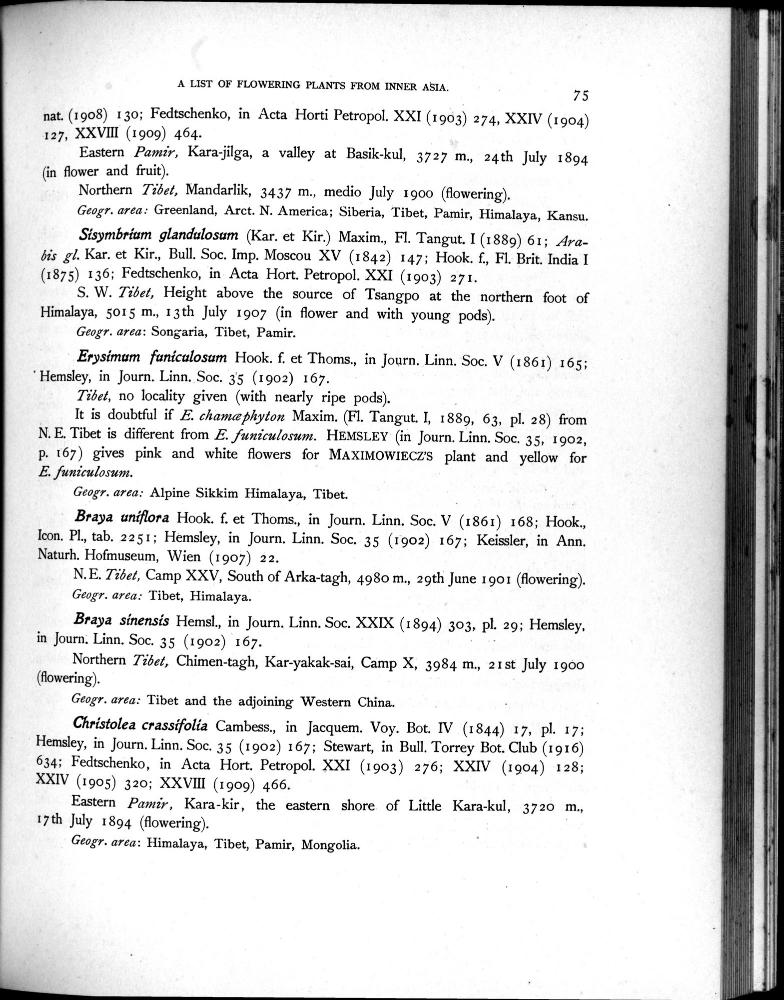 A LIST OF FLOWERING PLANTS FROM INNER ASIA.
75
nat. (1908) 130; Fedtschenko, in Acta Horti Petropol. XXI (1903) 274, XXIV (1904)
127, XXVIII (1909) 464.
Eastern Pamir, Kara-jilga, a valley at Basik-kul, 3727 m., 24th July 1894
(in flower and fruit).
Northern Tibet, Mandarlik, 3437 m., medio July 1900 (flowering).
Geogr. area: Greenland, Arct. N. America; Siberia, Tibet, Pamir, Himalaya, Kansu.
Sisymbrium glandulosum (Kar. et Kir.) Maxim., Fl. Tangut. I (1889) 61; Ara-
bis gl. Kar. et Kir., Bull. Soc. Imp. Moscou XV (1842) 147; Hook. f., Fl. Brit. India I
(1875) 136; Fedtschenko, in Acta Hort. Petropol. XXI (1903) 271.
S. W. Tibet, Height above the source of Tsangpo at the northern foot of
Himalaya, 5015 m., 13th July 1907 (in flower and with young pods).
Geogr. area: Songaria, Tibet, Pamir.
Erysimum funiculosum Hook. f. et Thoms., in Journ. Linn. Soc. V (1861) 165;
Hemsley, in Journ. Linn. Soc. 35 (1902) 167.
Tibet, no locality given (with nearly ripe pods).
It is doubtful if E. chamæphyton Maxim. (Fl. Tangut. I, 1889, 63, pl. 28) from
N. E. Tibet is different from E. funiculosum. HEMSLEY (in Journ. Linn. Soc. 35, 1902,
p. 167) gives pink and white flowers for MAXIMOWIECZ'S plant and yellow for
E. funiculosum.
Geogr. area: Alpine Sikkim Himalaya, Tibet.
Braya uniflora Hook. f. et Thoms., in Journ. Linn. Soc. V (1861) 168; Hook.,
Icon. Pl., tab. 2251; Hemsley, in Journ. Linn. Soc. 35 (1902) 167; Keissler, in Ann.
Naturh. Hofmuseum, Wien (1907) 22.
N. E. Tibet, Camp XXV, South of Arka-tagh, 4980 m., 29th June 1901 (flowering).
Geogr. area: Tibet, Himalaya.
Braya sinensis Hemsl., in Journ. Linn. Soc. XXIX (1894) 303, pl. 29; Hemsley,
in Journ. Linn. Soc. 35 (1902) 167.
Northern Tibet, Chimen-tagh, Kar-yakak-sai, Camp X, 3984 m., 21st July 1900
(flowering).
Geogr. area: Tibet and the adjoining Western China.
Christolea crassifolia Cambess., in Jacquem. Voy. Bot. IV (1844) 17, pl. 17;
Hemsley, in Journ. Linn. Soc. 35 (1902) 167; Stewart, in Bull. Torrey Bot. Club (1916)
634; Fedtschenko, in Acta Hort. Petropol. XXI (1903) 276; XXIV (1904) 128;
XXIV (1905) 320; XXVIII (1909) 466.
Eastern Pamir, Kara-kir, the eastern shore of Little Kara-kul, 3720 m.,
17th July 1894 (flowering).
Geogr. area: Himalaya, Tibet, Pamir, Mongolia.